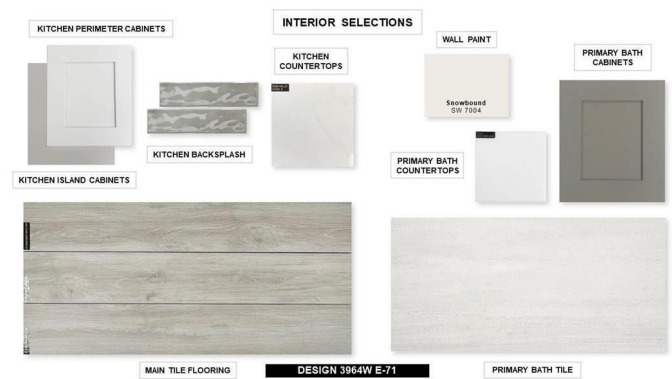 INTERIOR SELECTIONS
KITCHEN PERIMETER CABINETS
KITCHEN
COUNTERTOPS
WALL PAINT
PRIMARY BATH
CABINETS
Snowbound
SW 7004
KITCHEN BACKSPLASH
PRIMARY BATH
COUNTERTOPS
KITCHEN ISLAND CABINETS
MAIN TILE FLOORING
DESIGN 3964W E-71
PRIMARY BATH TILE